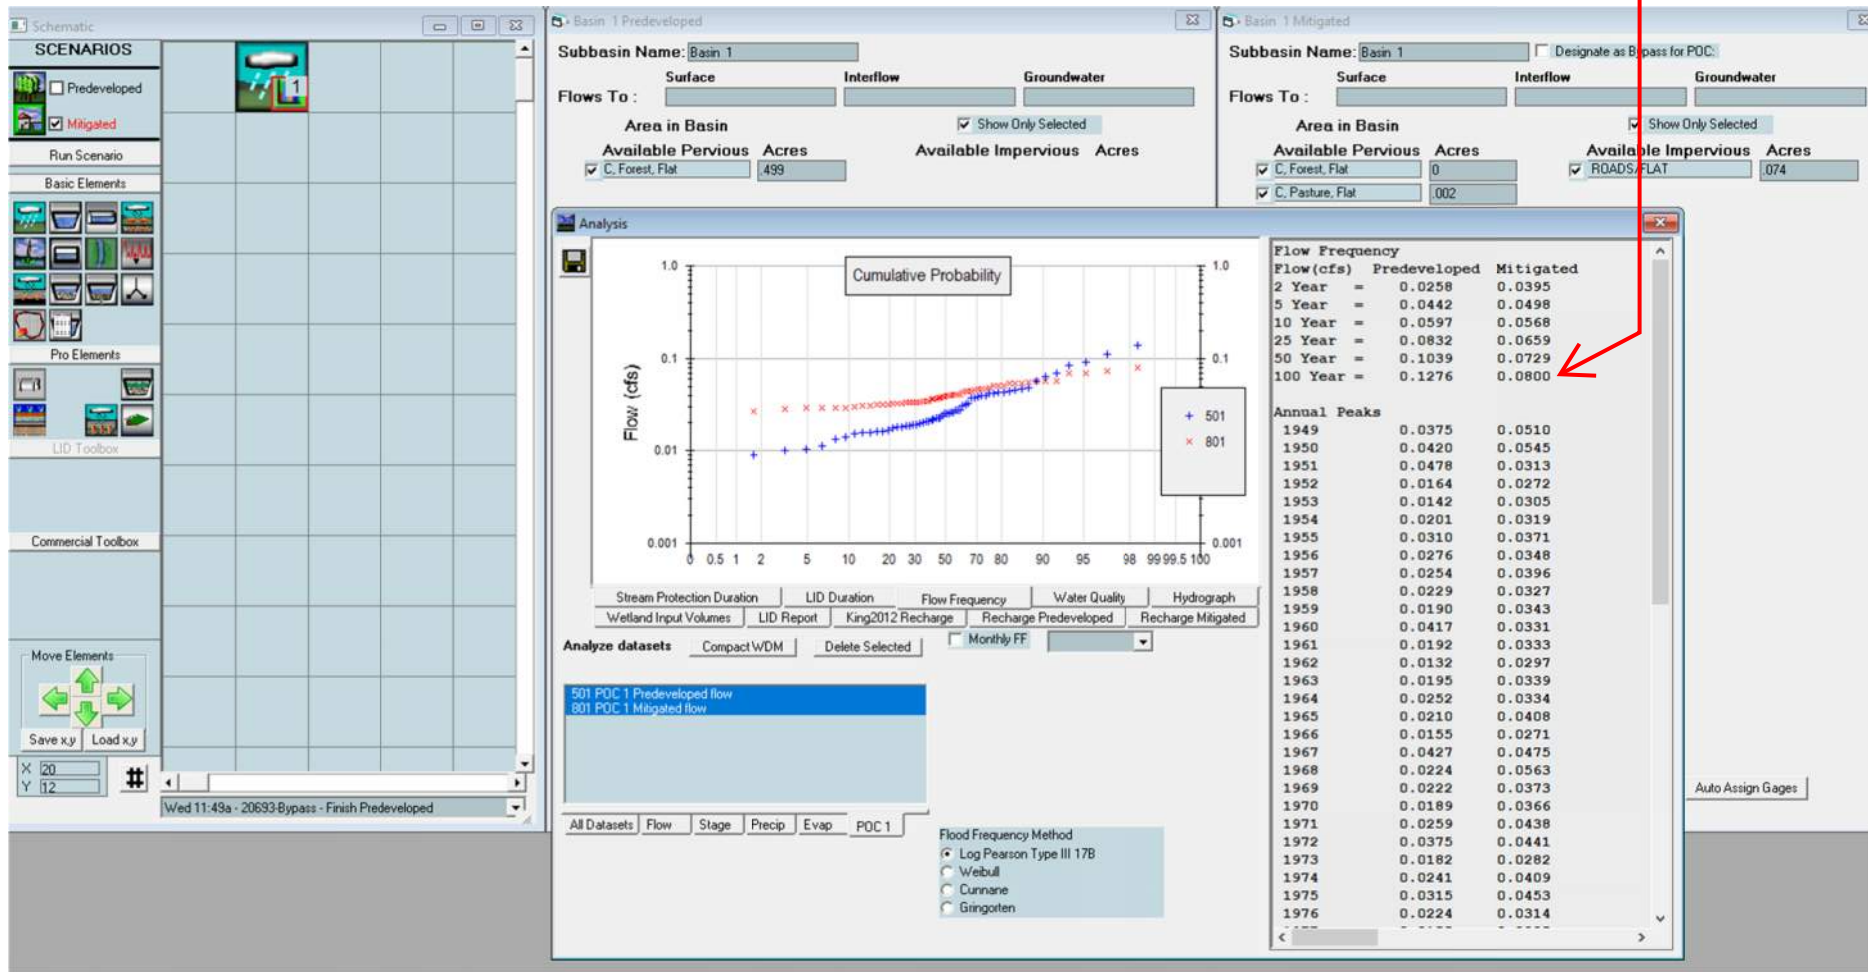 Schematic
SCENARIOS
Predeveloped
Mitigated
Run Scenario
Basic Elements
Pro Elements
LID Toolbox
Commercial Toolbox
Move Elements
Save x,y Load x,y
X 20
Y 12
#
1
Wed 11:49a - 20693-Bypass - Finish Predeveloped
Basin 1 Predeveloped
Subbasin Name: Basin 1
Surface Interflow Groundwater
Flows To :
Area in Basin Show Only Selected
Available Pervious Acres Available Impervious Acres
C, Forest, Flat .499
Basin 1 Mitigated
Subbasin Name: Basin 1 Designate as Bypass for POC:
Surface Interflow Groundwater
Flows To :
Area in Basin Show Only Selected
Available Pervious Acres Available Impervious Acres
C, Forest, Flat 0 ROADS/FLAT .074
C, Pasture, Flat .002
Analysis
Cumulative Probability
Flow (cfs)
1.0 1.0
0.1 0.1
0.01
0.001 0.001
0 0.5 1 2 5 10 20 30 50 70 80 90 95 98 99 99.5 100
501
801
Stream Protection Duration LID Duration Flow Frequency Water Quality Hydrograph
Wetland Input Volumes LID Report King2012 Recharge Recharge Predeveloped Recharge Mitigated
Analyze datasets Compact WDM Delete Selected Monthly FF
501 POC 1 Predeveloped flow
801 POC 1 Mitigated flow
All Datasets Flow Stage Precip Evap POC 1
Flood Frequency Method
Log Pearson Type III 17B
Weibull
Cunnane
Gringorten
Flow Frequency
Flow(cfs) Predeveloped Mitigated
2 Year = 0.0258 0.0395
5 Year = 0.0442 0.0498
10 Year = 0.0597 0.0568
25 Year = 0.0832 0.0659
50 Year = 0.1039 0.0729
100 Year = 0.1276 0.0800
Annual Peaks
1949 0.0375 0.0510
1950 0.0420 0.0545
1951 0.0478 0.0313
1952 0.0164 0.0272
1953 0.0142 0.0305
1954 0.0201 0.0319
1955 0.0310 0.0371
1956 0.0276 0.0348
1957 0.0254 0.0396
1958 0.0229 0.0327
1959 0.0190 0.0343
1960 0.0417 0.0331
1961 0.0192 0.0333
1962 0.0132 0.0297
1963 0.0195 0.0339
1964 0.0252 0.0334
1965 0.0210 0.0408
1966 0.0155 0.0271
1967 0.0427 0.0475
1968 0.0224 0.0563
1969 0.0222 0.0373
1970 0.0189 0.0366
1971 0.0259 0.0438
1972 0.0375 0.0441
1973 0.0182 0.0282
1974 0.0241 0.0409
1975 0.0315 0.0453
1976 0.0224 0.0314
Auto Assign Gages